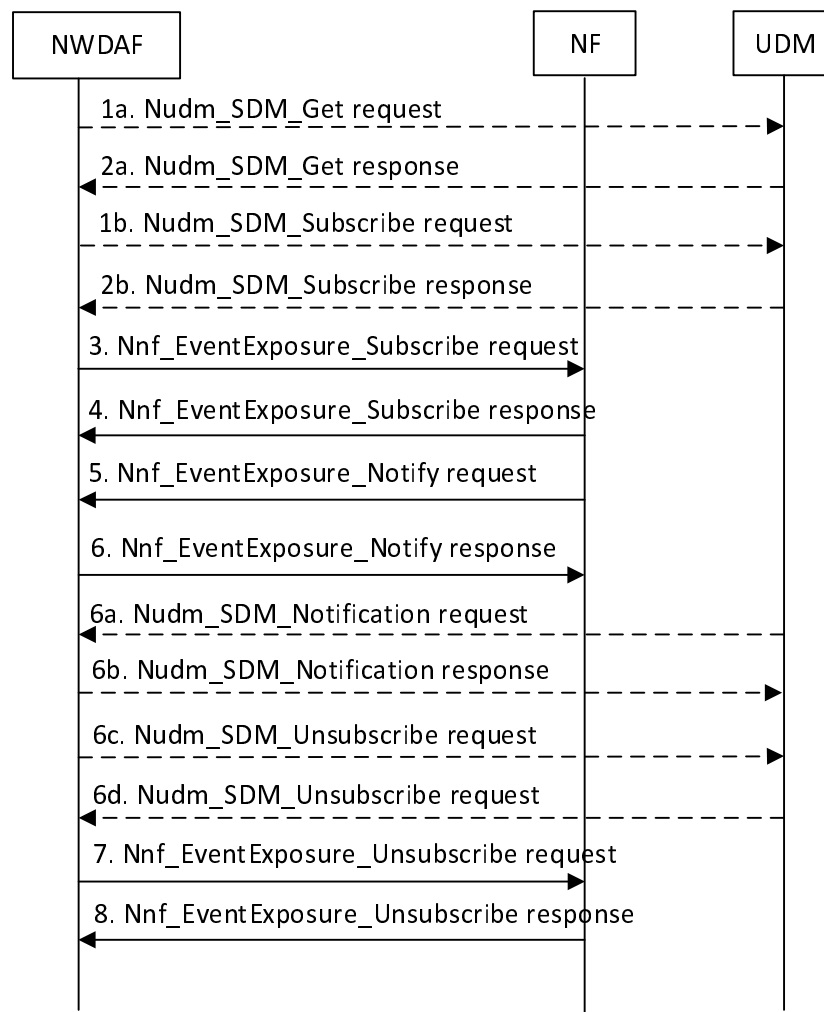 NWDAF
NF
UDM
1a. Nudm_SDM_Get request
2a. Nudm_SDM_Get response
1b. Nudm_SDM_Subscribe request
2b. Nudm_SDM_Subscribe response
3. Nnf_EventExposure_Subscribe request
4. Nnf_EventExposure_Subscribe response
5. Nnf_EventExposure_Notify request
6. Nnf_EventExposure_Notify response
6a. Nudm_SDM_Notification request
6b. Nudm_SDM_Notification response
6c. Nudm_SDM_Unsubscribe request
6d. Nudm_SDM_Unsubscribe request
7. Nnf_EventExposure_Unsubscribe request
8. Nnf_EventExposure_Unsubscribe response